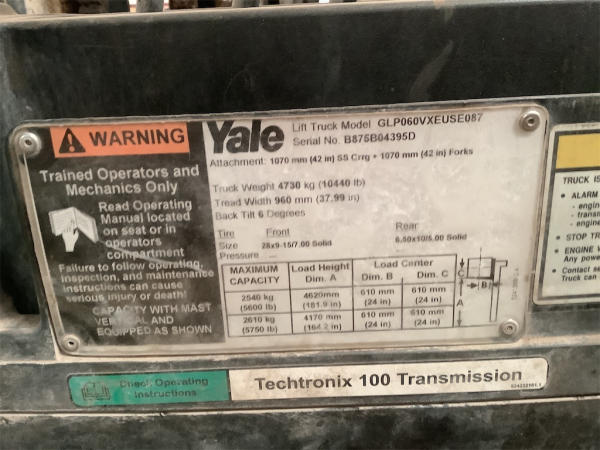 WARNING
Trained Operators and
Mechanics Only
Read Operating
Manual located
on seat or in
operators
compartment
Failure to follow operating,
inspection, and maintenance
instructions can cause
serious injury or death!
CAPACITY WITH MAST
VERTICAL AND
EQUIPPED AS SHOWN
Yale
Lift Truck Model GLP060VXEUSE087
Serial No. B875B04395D
Attachment: 1070 mm (42 in) SS Crrg + 1070 mm (42 in) Forks
Truck Weight 4730 kg (10440 lb)
Tread Width 960 mm (37.99 in)
Back Tilt 6 Degrees
Tire Front Rear
Size 28x9-15/7.00 Solid 6.50x10/5.00 Solid
Pressure —
MAXIMUM CAPACITY Load Height Dim. A Load Center Dim. B Dim. C
2540 kg 4620mm 610 mm 610 mm
(5600 lb) (181.9 in) (24 in) (24 in)
2610 kg 4170 mm 610 mm 610 mm
(5750 lb) (164.2 in) (24 in) (24 in)
C
B
A
TRUCK IS
• ALARM
- engin
- trans
- engin
• STOP TR
• ENGINE W
Any powe
• Contact se
Truck can
Check Operating
Instructions
Techtronix 100 Transmission